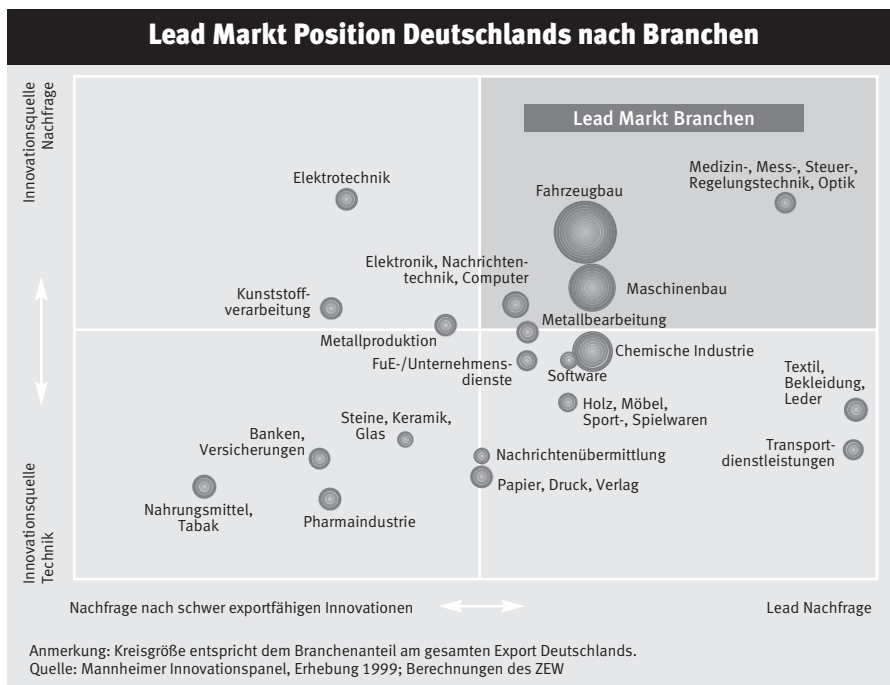 Lead Markt Position Deutschlands nach Branchen
Innovationsquelle
Nachfrage
Lead Markt Branchen
Elektrotechnik
Fahrzeugbau
Medizin-, Mess-, Steuer-,
Regelungstechnik, Optik
Elektronik, Nachrichten-
technik, Computer
Kunststoff-
verarbeitung
Maschinenbau
Metallproduktion
Metallbearbeitung
FuE-/Unternehmens-
dienste
Chemische Industrie
Software
Textil,
Bekleidung,
Leder
Holz, Möbel,
Sport-, Spielwaren
Steine, Keramik,
Glas
Banken,
Versicherungen
Nachrichtenübermittlung
Transport-
dienstleistungen
Papier, Druck, Verlag
Nahrungsmittel,
Tabak
Pharmaindustrie
Innovationsquelle
Technik
Nachfrage nach schwer exportfähigen Innovationen
Lead Nachfrage
Anmerkung: Kreisgröße entspricht dem Branchenanteil am gesamten Export Deutschlands.
Quelle: Mannheimer Innovationspanel, Erhebung 1999; Berechnungen des ZEW